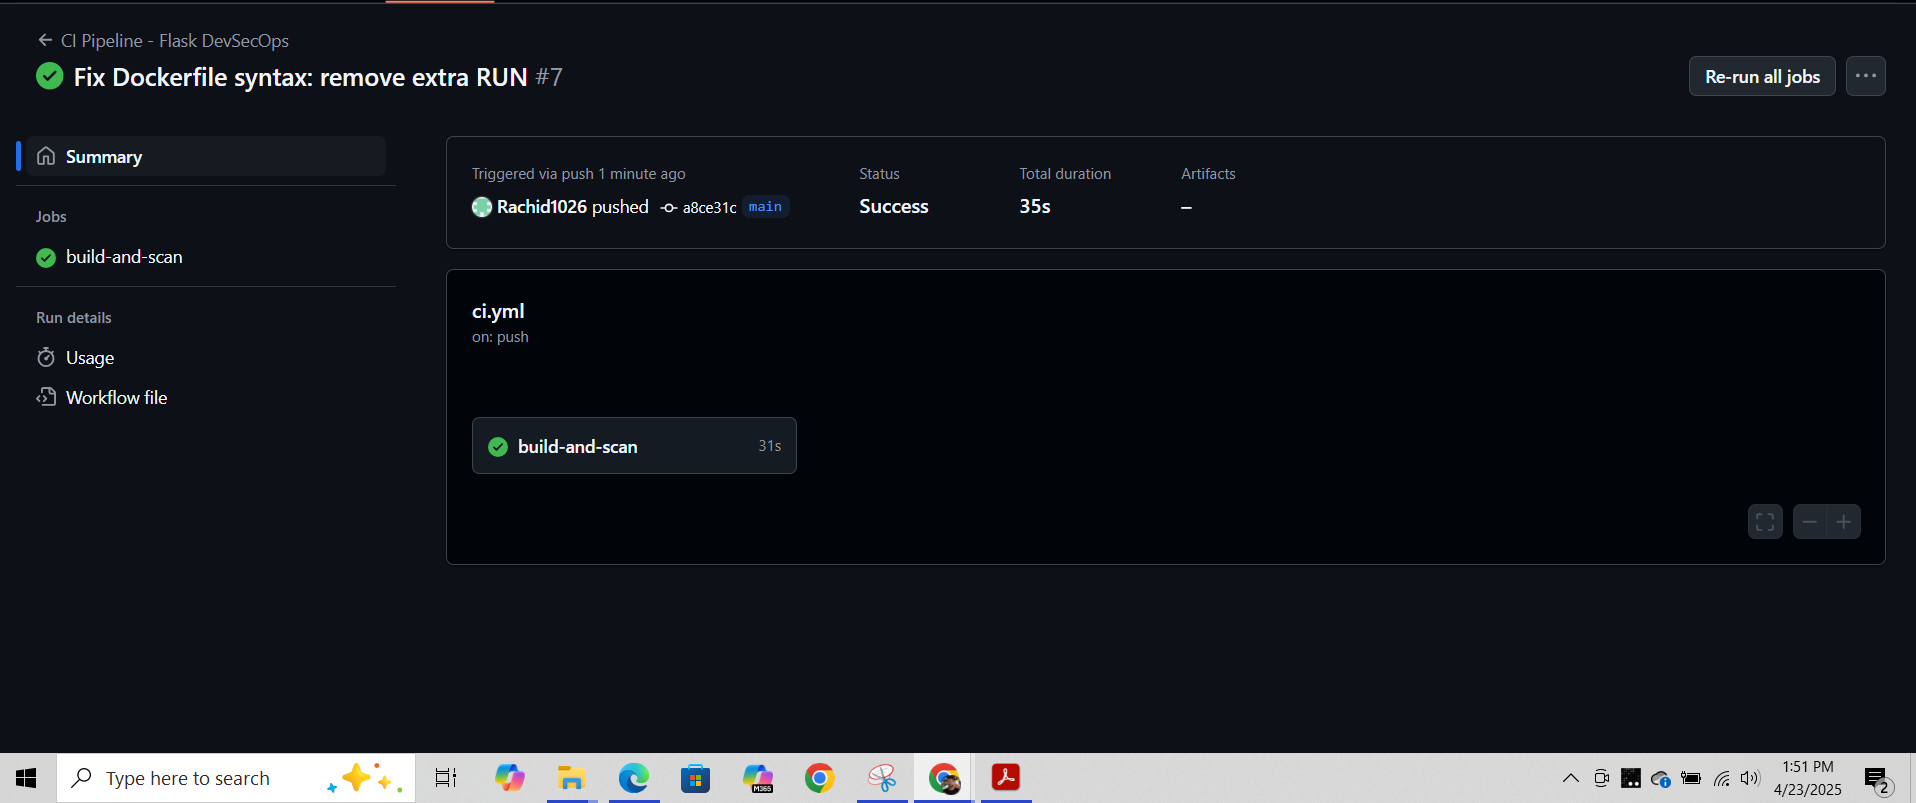 CI Pipeline - Flask DevSecOps
Fix Dockerfile syntax: remove extra RUN #7
Re-run all jobs
Summary
Jobs
build-and-scan
Run details
Usage
Workflow file
Triggered via push 1 minute ago
Rachid1026 pushed a8ce31c main
Status
Success
Total duration
35s
Artifacts
–
ci.yml
on: push
build-and-scan 31s
Type here to search
M365
1:51 PM
4/23/2025
2